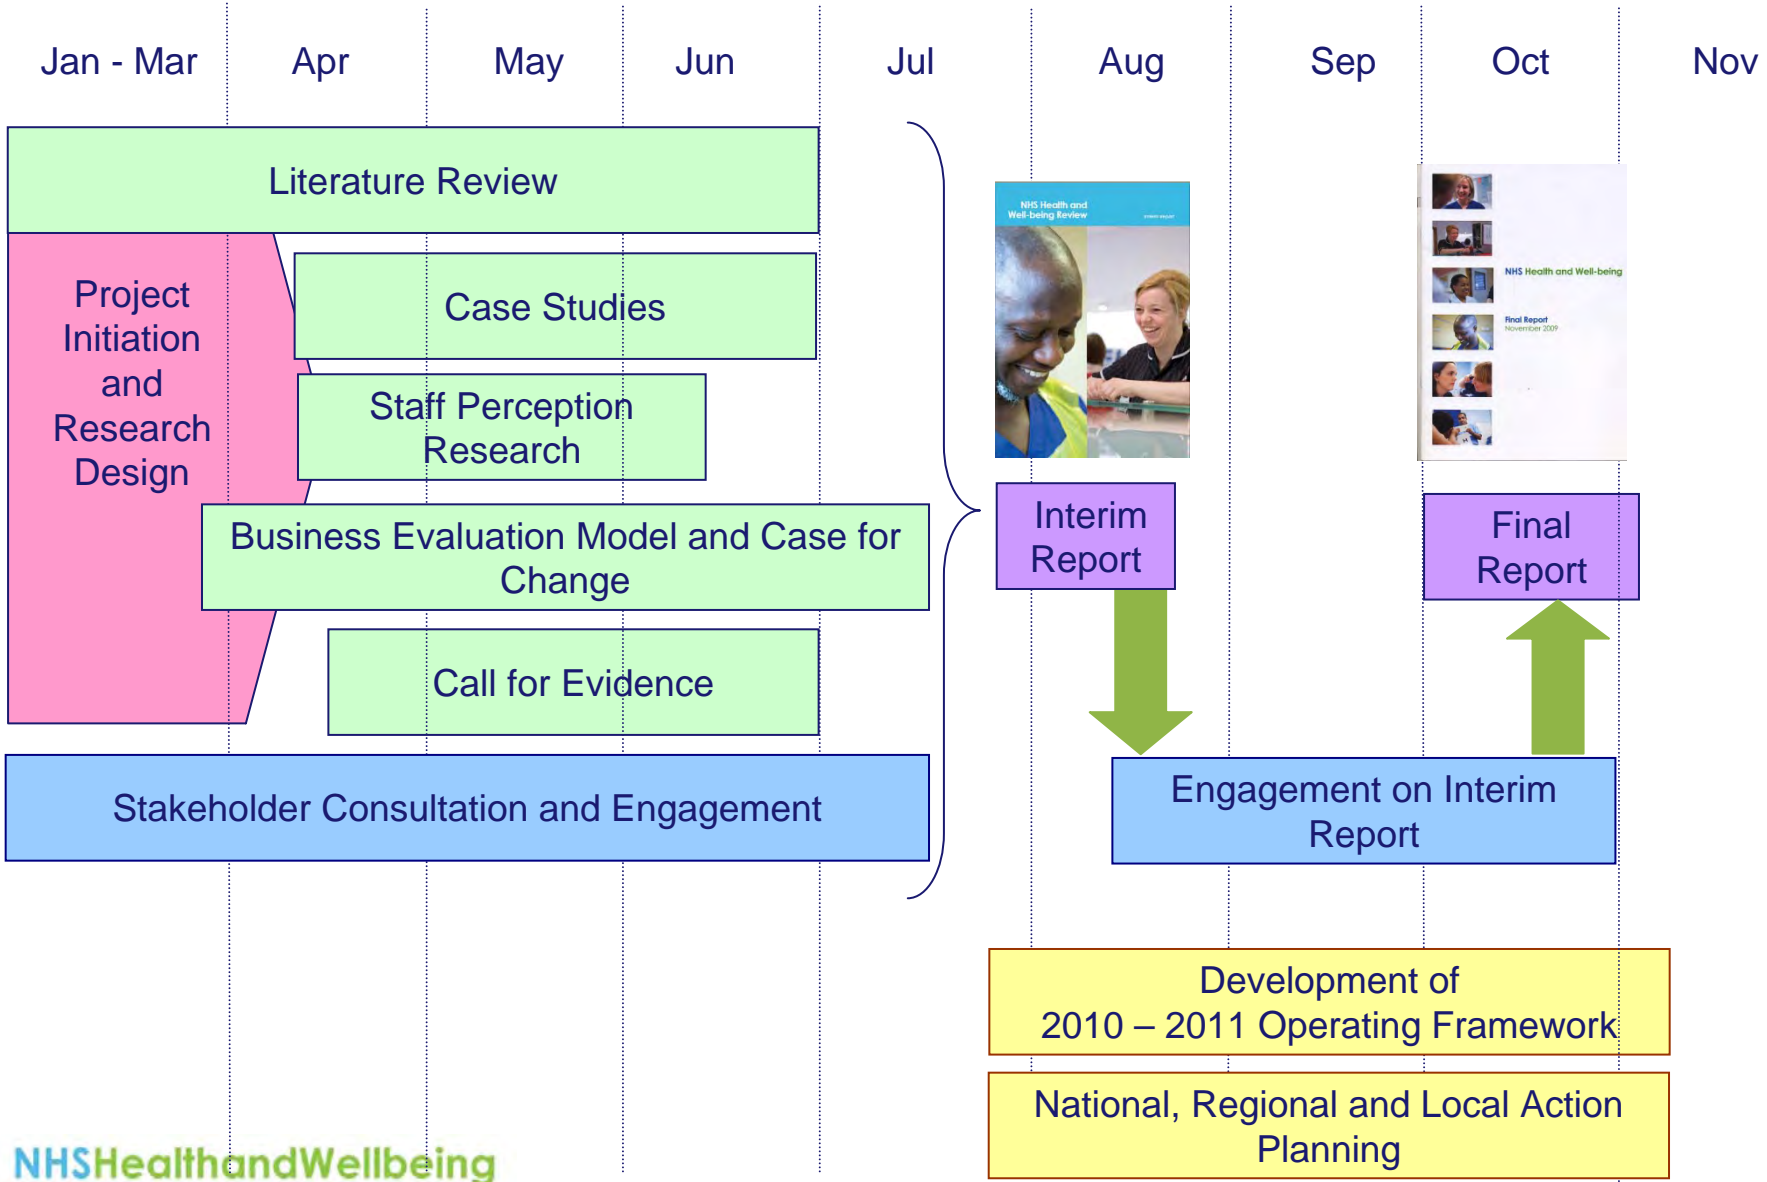 Jan - Mar
Apr
May
Jun
Jul
Aug
Sep
Oct
Nov
Literature Review
Project
Initiation
and
Research
Design
Case Studies
Staff Perception
Research
Business Evaluation Model and Case for
Change
Call for Evidence
Stakeholder Consultation and Engagement
NHS Health and
Well-being Review
NHS Health and Well-being
Final Report
November 2009
Interim
Report
Final
Report
Engagement on Interim
Report
Development of
2010 – 2011 Operating Framework
National, Regional and Local Action
Planning
NHSHealthandWellbeing